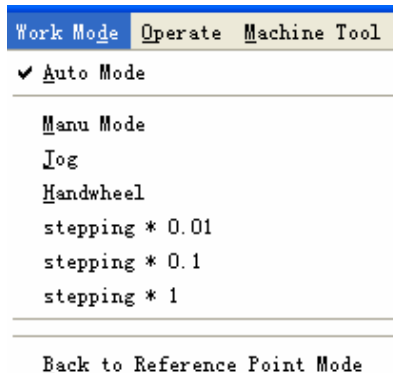 Work Mode Operate Machine Tool
✔ Auto Mode
Manu Mode
Jog
Handwheel
stepping * 0.01
stepping * 0.1
stepping * 1
Back to Reference Point Mode